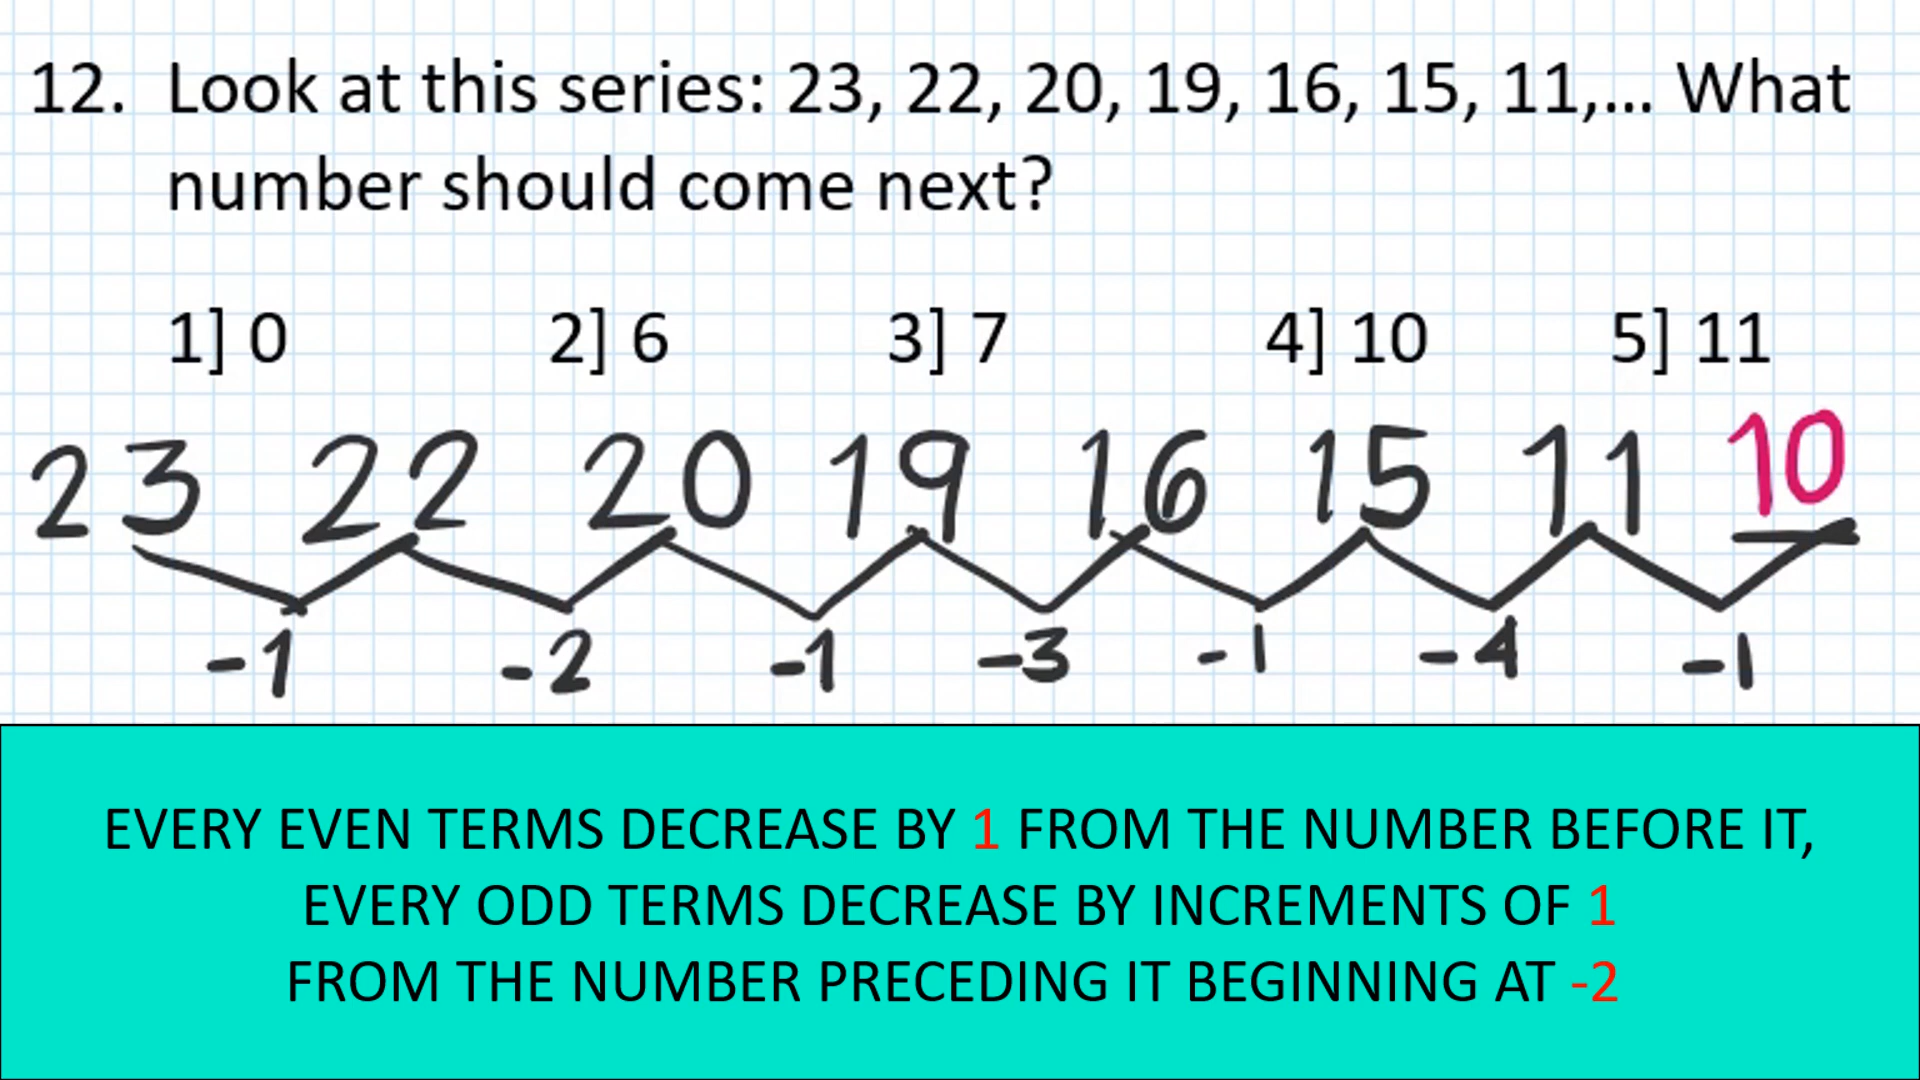 12. Look at this series: 23, 22, 20, 19, 16, 15, 11,... What
number should come next?
1] 0 2] 6 3] 7 4] 10 5] 11
23 22 20 19 16 15 11 10
-1 -2 -1 -3 -1 -4 -1
EVERY EVEN TERMS DECREASE BY 1 FROM THE NUMBER BEFORE IT,
EVERY ODD TERMS DECREASE BY INCREMENTS OF 1
FROM THE NUMBER PRECEDING IT BEGINNING AT -2